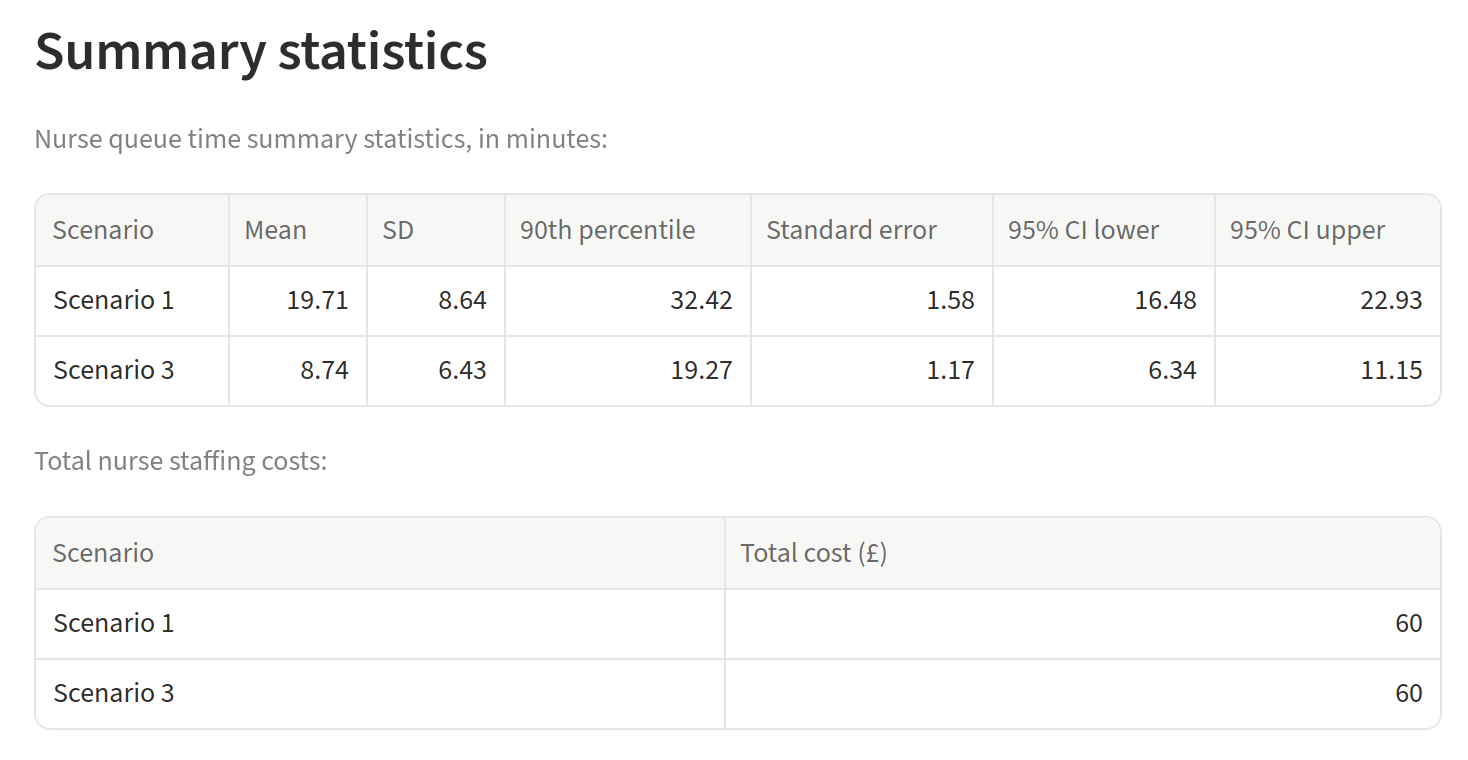 Summary statistics
Nurse queue time summary statistics, in minutes:
Scenario Mean SD 90th percentile Standard error 95% CI lower 95% CI upper
Scenario 1 19.71 8.64 32.42 1.58 16.48 22.93
Scenario 3 8.74 6.43 19.27 1.17 6.34 11.15
Total nurse staffing costs:
Scenario Total cost (£)
Scenario 1 60
Scenario 3 60